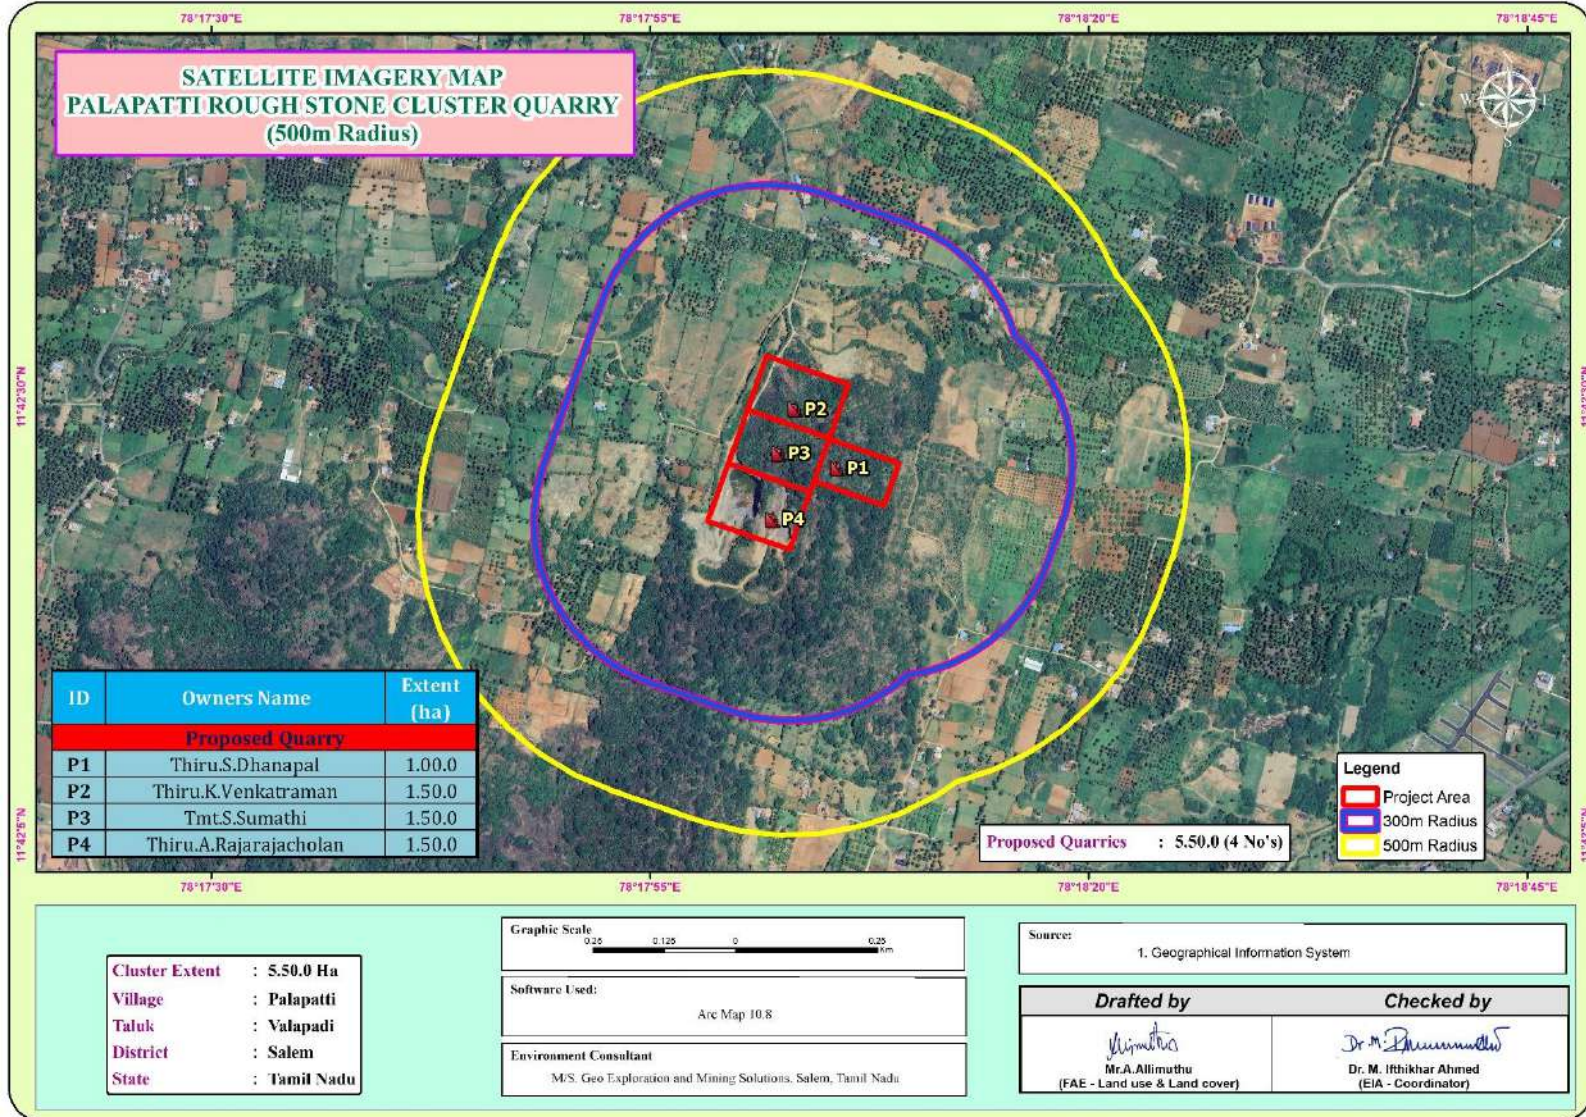 78°17'30"E 78°17'55"E 78°18'20"E 78°18'45"E
SATELLITE IMAGERY MAP
PALAPATTI ROUGH STONE CLUSTER QUARRY
(500m Radius)
W S
11°42'30"N
P2
P3
P1
P4
ID Owners Name Extent (ha)
Proposed Quarry
P1 Thiru.S.Dhanapal 1.00.0
P2 Thiru.K.Venkatraman 1.50.0
P3 Tmt.S.Sumathi 1.50.0
P4 Thiru.A.Rajarajacholan 1.50.0
11°42'5"N
Proposed Quarries : 5.50.0 (4 No's)
Legend
Project Area
300m Radius
500m Radius
78°17'30"E 78°17'55"E 78°18'20"E 78°18'45"E
Cluster Extent : 5.50.0 Ha
Village : Palapatti
Taluk : Valapadi
District : Salem
State : Tamil Nadu
Graphic Scale
0.25 0.125 0 0.25
Km
Software Used:
Arc Map 10.8
Environment Consultant
M/S. Geo Exploration and Mining Solutions. Salem, Tamil Nadu
Source:
1. Geographical Information System
Drafted by Checked by
Mr.A.Allimuthu
(FAE - Land use & Land cover)
Dr. M.
Dr. M. Ifthikhar Ahmed
(EIA - Coordinator)